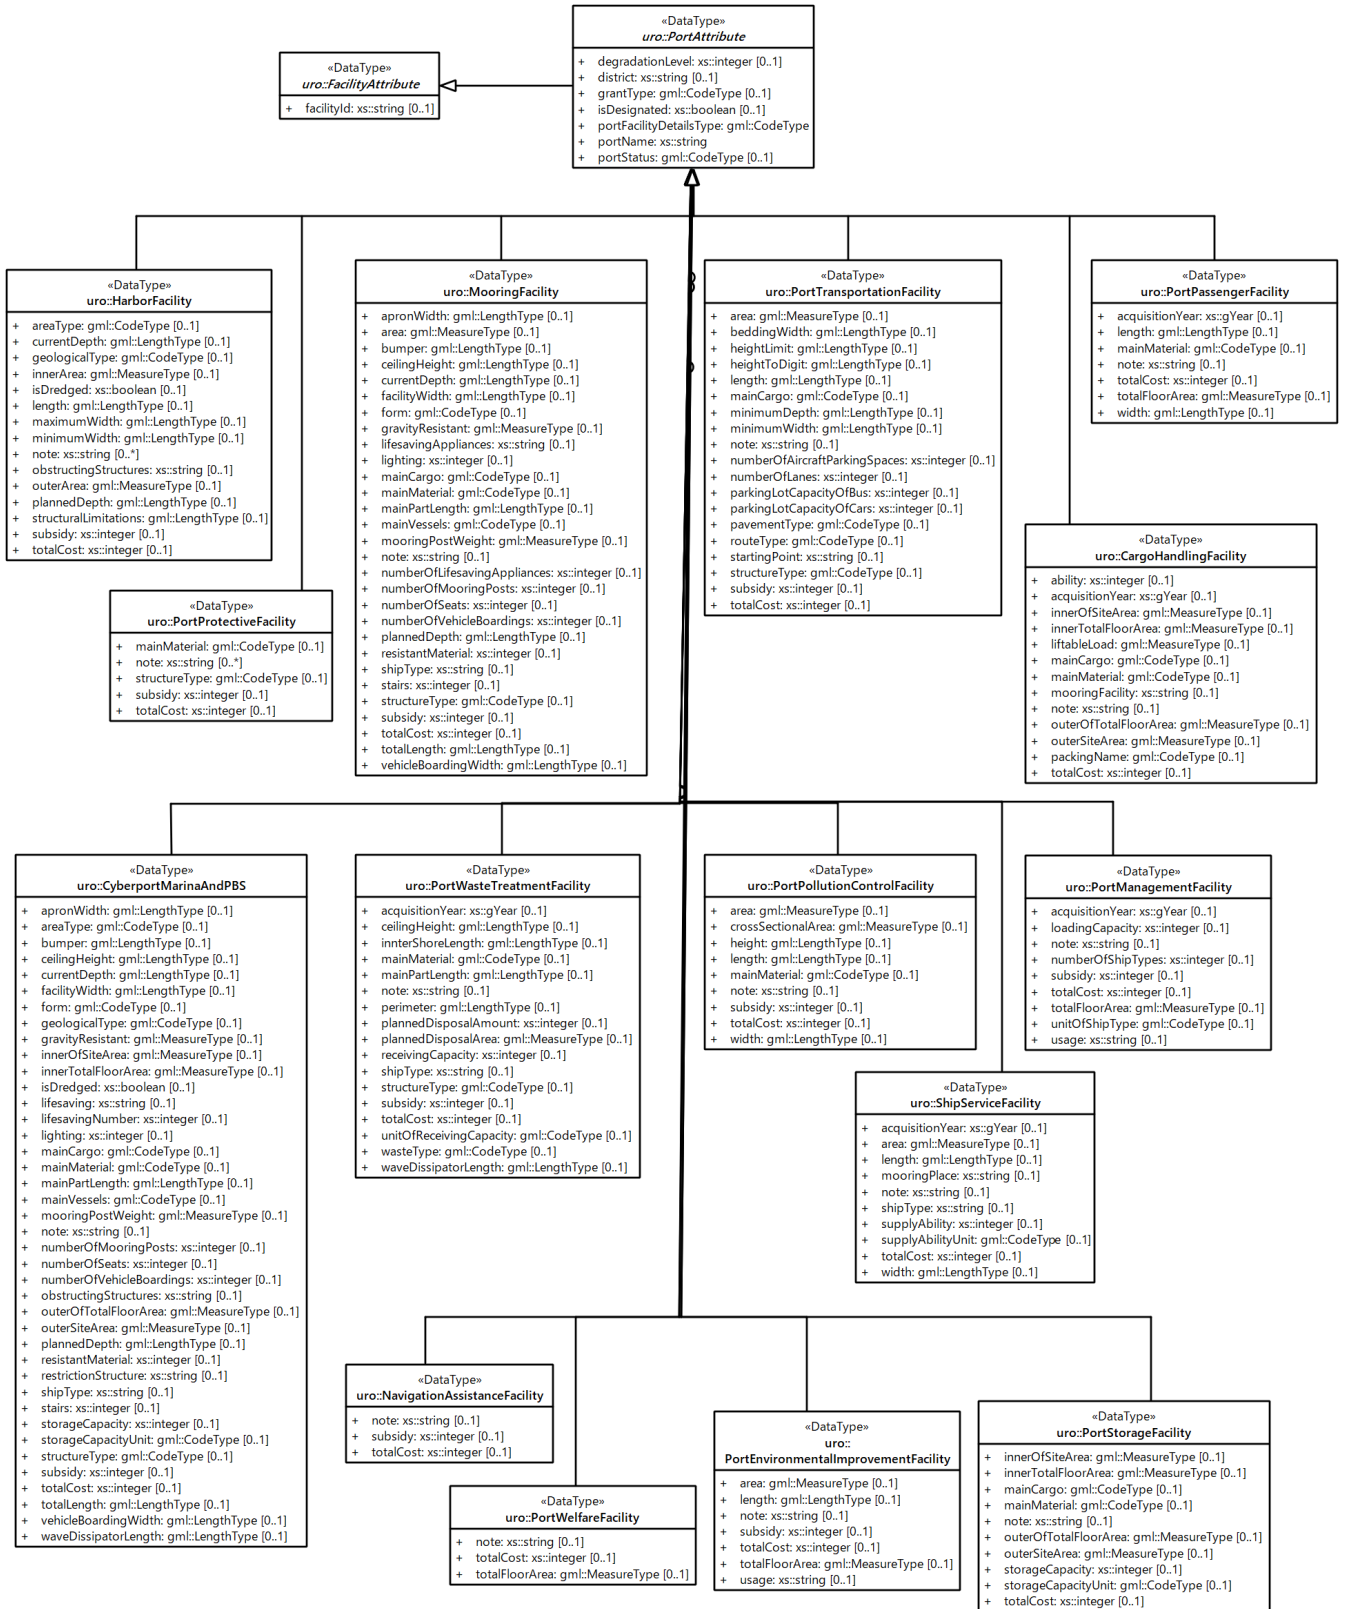 «DataType»
uro::PortAttribute
+ degradationLevel: xs::integer [0..1]
+ district: xs::string [0..1]
+ grantType: gml::CodeType [0..1]
+ isDesignated: xs::boolean [0..1]
+ portFacilityDetailsType: gml::CodeType
+ portName: xs::string
+ portStatus: gml::CodeType [0..1]
«DataType»
uro::FacilityAttribute
+ facilityId: xs::string [0..1]
«DataType»
uro::HarborFacility
+ areaType: gml::CodeType [0..1]
+ currentDepth: gml::LengthType [0..1]
+ geologicalType: gml::CodeType [0..1]
+ innerArea: gml::MeasureType [0..1]
+ isDredged: xs::boolean [0..1]
+ length: gml::LengthType [0..1]
+ maximumWidth: gml::LengthType [0..1]
+ minimumWidth: gml::LengthType [0..1]
+ note: xs::string [0..*]
+ obstructingStructures: xs::string [0..1]
+ outerArea: gml::MeasureType [0..1]
+ plannedDepth: gml::LengthType [0..1]
+ structuralLimitations: gml::LengthType [0..1]
+ subsidy: xs::integer [0..1]
+ totalCost: xs::integer [0..1]
«DataType»
uro::PortProtectiveFacility
+ mainMaterial: gml::CodeType [0..1]
+ note: xs::string [0..*]
+ structureType: gml::CodeType [0..1]
+ subsidy: xs::integer [0..1]
+ totalCost: xs::integer [0..1]
«DataType»
uro::MooringFacility
+ apronWidth: gml::LengthType [0..1]
+ area: gml::MeasureType [0..1]
+ bumper: gml::LengthType [0..1]
+ ceilingHeight: gml::LengthType [0..1]
+ currentDepth: gml::LengthType [0..1]
+ facilityWidth: gml::LengthType [0..1]
+ form: gml::CodeType [0..1]
+ gravityResistant: gml::MeasureType [0..1]
+ lifesavingAppliances: xs::string [0..1]
+ lighting: xs::integer [0..1]
+ mainCargo: gml::CodeType [0..1]
+ mainMaterial: gml::CodeType [0..1]
+ mainPartLength: gml::LengthType [0..1]
+ mainVessels: gml::CodeType [0..1]
+ mooringPostWeight: gml::MeasureType [0..1]
+ note: xs::string [0..1]
+ numberOfLifesavingAppliances: xs::integer [0..1]
+ numberOfMooringPosts: xs::integer [0..1]
+ numberOfSeats: xs::integer [0..1]
+ numberOfVehicleBoardings: xs::integer [0..1]
+ plannedDepth: gml::LengthType [0..1]
+ resistantMaterial: xs::integer [0..1]
+ shipType: xs::string [0..1]
+ stairs: xs::integer [0..1]
+ structureType: gml::CodeType [0..1]
+ subsidy: xs::integer [0..1]
+ totalCost: xs::integer [0..1]
+ totalLength: gml::LengthType [0..1]
+ vehicleBoardingWidth: gml::LengthType [0..1]
«DataType»
uro::PortTransportationFacility
+ area: gml::MeasureType [0..1]
+ beddingWidth: gml::LengthType [0..1]
+ heightLimit: gml::LengthType [0..1]
+ heightToDigit: gml::LengthType [0..1]
+ length: gml::LengthType [0..1]
+ mainCargo: gml::CodeType [0..1]
+ minimumDepth: gml::LengthType [0..1]
+ minimumWidth: gml::LengthType [0..1]
+ note: xs::string [0..1]
+ numberOfAircraftParkingSpaces: xs::integer [0..1]
+ numberOfLanes: xs::integer [0..1]
+ parkingLotCapacityOfBus: xs::integer [0..1]
+ parkingLotCapacityOfCars: xs::integer [0..1]
+ pavementType: gml::CodeType [0..1]
+ routeType: gml::CodeType [0..1]
+ startingPoint: xs::string [0..1]
+ structureType: gml::CodeType [0..1]
+ subsidy: xs::integer [0..1]
+ totalCost: xs::integer [0..1]
«DataType»
uro::PortPassengerFacility
+ acquisitionYear: xs::gYear [0..1]
+ length: gml::LengthType [0..1]
+ mainMaterial: gml::CodeType [0..1]
+ note: xs::string [0..1]
+ totalCost: xs::integer [0..1]
+ totalFloorArea: gml::MeasureType [0..1]
+ width: gml::LengthType [0..1]
«DataType»
uro::CargoHandlingFacility
+ ability: xs::integer [0..1]
+ acquisitionYear: xs::gYear [0..1]
+ innerOfSiteArea: gml::MeasureType [0..1]
+ innerTotalFloorArea: gml::MeasureType [0..1]
+ liftableLoad: gml::MeasureType [0..1]
+ mainCargo: gml::CodeType [0..1]
+ mainMaterial: gml::CodeType [0..1]
+ mooringFacility: xs::string [0..1]
+ note: xs::string [0..1]
+ outerOfTotalFloorArea: gml::MeasureType [0..1]
+ outerSiteArea: gml::MeasureType [0..1]
+ packingName: gml::CodeType [0..1]
+ totalCost: xs::integer [0..1]
«DataType»
uro::CyberportMarinaAndPBS
+ apronWidth: gml::LengthType [0..1]
+ areaType: gml::CodeType [0..1]
+ bumper: gml::LengthType [0..1]
+ ceilingHeight: gml::LengthType [0..1]
+ currentDepth: gml::LengthType [0..1]
+ facilityWidth: gml::LengthType [0..1]
+ form: gml::CodeType [0..1]
+ geologicalType: gml::CodeType [0..1]
+ gravityResistant: gml::MeasureType [0..1]
+ innerOfSiteArea: gml::MeasureType [0..1]
+ innerTotalFloorArea: gml::MeasureType [0..1]
+ isDredged: xs::boolean [0..1]
+ lifesaving: xs::string [0..1]
+ lifesavingNumber: xs::integer [0..1]
+ lighting: xs::integer [0..1]
+ mainCargo: gml::CodeType [0..1]
+ mainMaterial: gml::CodeType [0..1]
+ mainPartLength: gml::LengthType [0..1]
+ mainVessels: gml::CodeType [0..1]
+ mooringPostWeight: gml::MeasureType [0..1]
+ note: xs::string [0..1]
+ numberOfMooringPosts: xs::integer [0..1]
+ numberOfSeats: xs::integer [0..1]
+ numberOfVehicleBoardings: xs::integer [0..1]
+ obstructingStructures: xs::string [0..1]
+ outerOfTotalFloorArea: gml::MeasureType [0..1]
+ outerSiteArea: gml::MeasureType [0..1]
+ plannedDepth: gml::LengthType [0..1]
+ resistantMaterial: xs::integer [0..1]
+ restrictionStructure: xs::string [0..1]
+ shipType: xs::string [0..1]
+ stairs: xs::integer [0..1]
+ storageCapacity: xs::integer [0..1]
+ storageCapacityUnit: gml::CodeType [0..1]
+ structureType: gml::CodeType [0..1]
+ subsidy: xs::integer [0..1]
+ totalCost: xs::integer [0..1]
+ totalLength: gml::LengthType [0..1]
+ vehicleBoardingWidth: gml::LengthType [0..1]
+ waveDissipatorLength: gml::LengthType [0..1]
«DataType»
uro::PortWasteTreatmentFacility
+ acquisitionYear: xs::gYear [0..1]
+ ceilingHeight: gml::LengthType [0..1]
+ innterShoreLength: gml::LengthType [0..1]
+ mainMaterial: gml::CodeType [0..1]
+ mainPartLength: gml::LengthType [0..1]
+ note: xs::string [0..1]
+ perimeter: gml::LengthType [0..1]
+ plannedDisposalAmount: xs::integer [0..1]
+ plannedDisposalArea: gml::MeasureType [0..1]
+ receivingCapacity: xs::integer [0..1]
+ shipType: xs::string [0..1]
+ structureType: gml::CodeType [0..1]
+ subsidy: xs::integer [0..1]
+ totalCost: xs::integer [0..1]
+ unitOfReceivingCapacity: gml::CodeType [0..1]
+ wasteType: gml::CodeType [0..1]
+ waveDissipatorLength: gml::LengthType [0..1]
«DataType»
uro::PortPollutionControlFacility
+ area: gml::MeasureType [0..1]
+ crossSectionalArea: gml::MeasureType [0..1]
+ height: gml::LengthType [0..1]
+ length: gml::LengthType [0..1]
+ mainMaterial: gml::CodeType [0..1]
+ note: xs::string [0..1]
+ subsidy: xs::integer [0..1]
+ totalCost: xs::integer [0..1]
+ width: gml::LengthType [0..1]
«DataType»
uro::PortManagementFacility
+ acquisitionYear: xs::gYear [0..1]
+ loadingCapacity: xs::integer [0..1]
+ note: xs::string [0..1]
+ numberOfShipTypes: xs::integer [0..1]
+ subsidy: xs::integer [0..1]
+ totalCost: xs::integer [0..1]
+ totalFloorArea: gml::MeasureType [0..1]
+ unitOfShipType: gml::CodeType [0..1]
+ usage: xs::string [0..1]
«DataType»
uro::ShipServiceFacility
+ acquisitionYear: xs::gYear [0..1]
+ area: gml::MeasureType [0..1]
+ length: gml::LengthType [0..1]
+ mooringPlace: xs::string [0..1]
+ note: xs::string [0..1]
+ shipType: xs::string [0..1]
+ supplyAbility: xs::integer [0..1]
+ supplyAbilityUnit: gml::CodeType [0..1]
+ totalCost: xs::integer [0..1]
+ width: gml::LengthType [0..1]
«DataType»
uro::NavigationAssistanceFacility
+ note: xs::string [0..1]
+ subsidy: xs::integer [0..1]
+ totalCost: xs::integer [0..1]
«DataType»
uro::PortWelfareFacility
+ note: xs::string [0..1]
+ totalCost: xs::integer [0..1]
+ totalFloorArea: gml::MeasureType [0..1]
«DataType»
uro::
PortEnvironmentalImprovementFacility
+ area: gml::MeasureType [0..1]
+ length: gml::LengthType [0..1]
+ note: xs::string [0..1]
+ subsidy: xs::integer [0..1]
+ totalCost: xs::integer [0..1]
+ totalFloorArea: gml::MeasureType [0..1]
+ usage: xs::string [0..1]
«DataType»
uro::PortStorageFacility
+ innerOfSiteArea: gml::MeasureType [0..1]
+ innerTotalFloorArea: gml::MeasureType [0..1]
+ mainCargo: gml::CodeType [0..1]
+ mainMaterial: gml::CodeType [0..1]
+ note: xs::string [0..1]
+ outerOfTotalFloorArea: gml::MeasureType [0..1]
+ outerSiteArea: gml::MeasureType [0..1]
+ storageCapacity: xs::integer [0..1]
+ storageCapacityUnit: gml::CodeType [0..1]
+ totalCost: xs::integer [0..1]